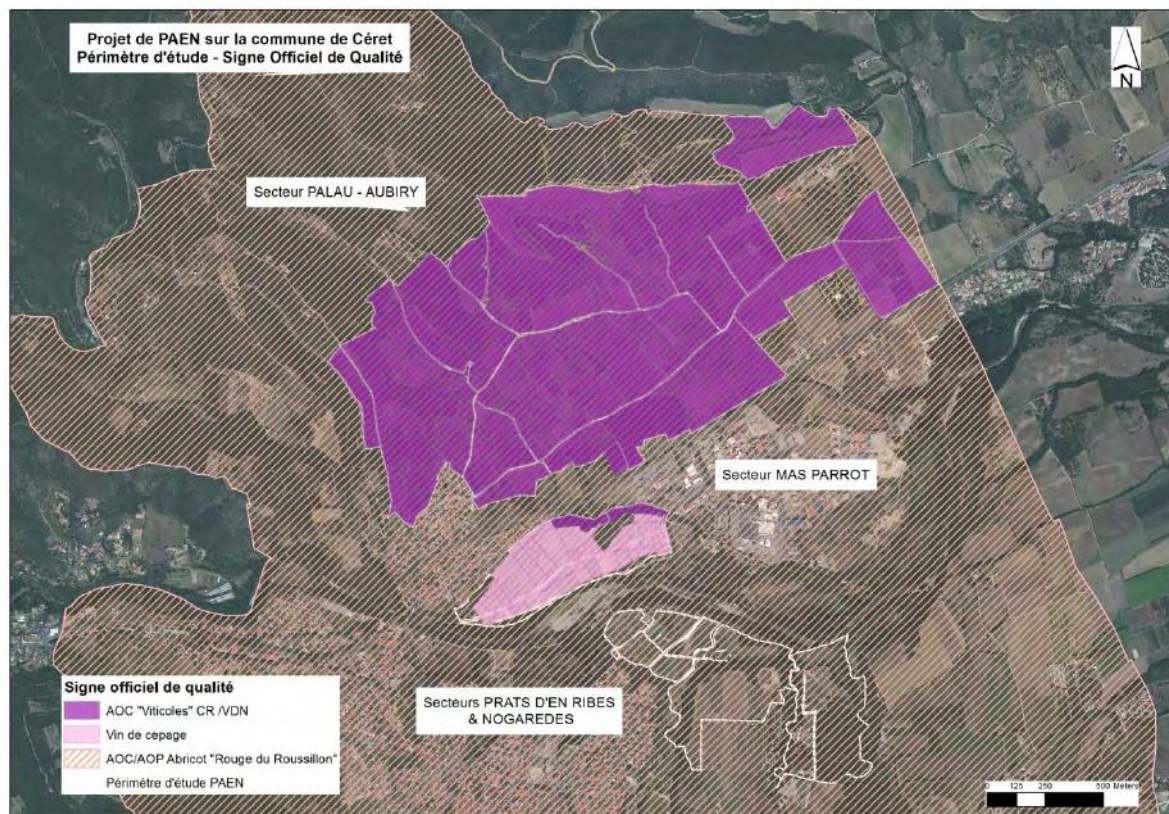 Projet de PAEN sur la commune de Céret
Périmètre d'étude - Signe Officiel de Qualité
N
Secteur PALAU - AUBIRY
Secteur MAS PARROT
Secteurs PRATS D'EN RIBES
& NOGAREDES
Signe officiel de qualité
AOC "Viticoles" CR /VDN
Vin de cepage
AOC/AOP Abricot "Rouge du Roussillon"
Périmètre d'étude PAEN
0 125 250 500 Meters